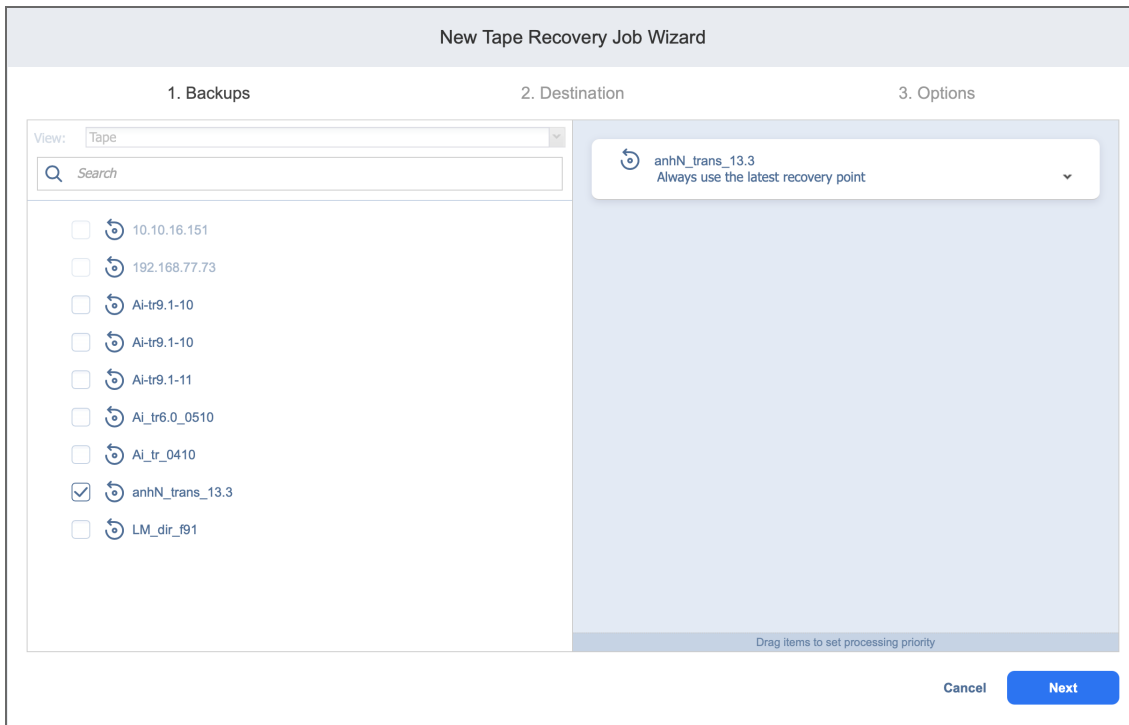 New Tape Recovery Job Wizard
1. Backups
2. Destination
3. Options
View:
Tape
Search
10.10.16.151
192.168.77.73
Ai-tr9.1-10
Ai-tr9.1-10
Ai-tr9.1-11
Ai_tr6.0_0510
Ai_tr_0410
anhN_trans_13.3
LM_dir_f91
anhN_trans_13.3
Always use the latest recovery point
Drag items to set processing priority
Cancel
Next